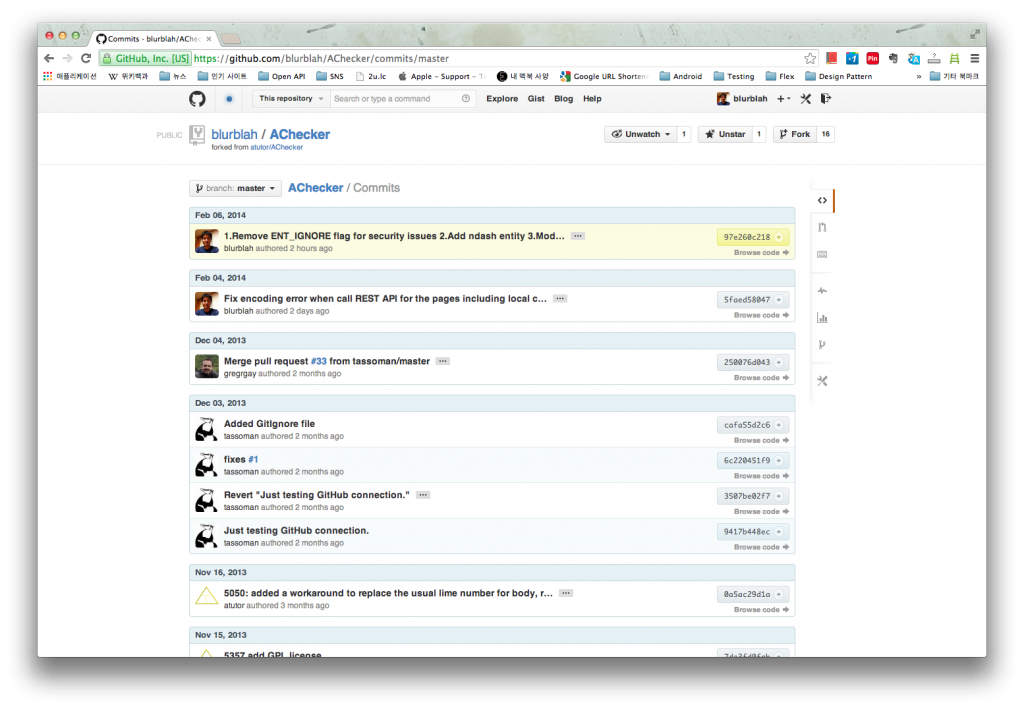 Commits · blurblah/AChec
GitHub, Inc. [US] https://github.com/blurblah/AChecker/commits/master
애플리케이션 위키백과 뉴스 인기 사이트 Open API SNS 2u.lc Apple – Support – 내 맥북 사양 Google URL Shortene Android Testing Flex Design Pattern » 기타 북마크
This repository Search or type a command Explore Gist Blog Help blurblah
PUBLIC blurblah / AChecker Unwatch 1 Unstar 1 Fork 16
forked from atutor/AChecker
branch: master AChecker / Commits
Feb 06, 2014
1.Remove ENT_IGNORE flag for security issues 2.Add ndash entity 3.Mod… 97e260c218
blurblah authored 2 hours ago Browse code
Feb 04, 2014
Fix encoding error when call REST API for the pages including local c… 5faed58047
blurblah authored 2 days ago Browse code
Dec 04, 2013
Merge pull request #33 from tassoman/master 250076d043
gregrgay authored 2 months ago Browse code
Dec 03, 2013
Added GitIgnore file cafa55d2c6
tassoman authored 2 months ago Browse code
fixes #1 6c220451f9
tassoman authored 2 months ago Browse code
Revert "Just testing GitHub connection." 3507be02f7
tassoman authored 2 months ago Browse code
Just testing GitHub connection. 9417b448ec
tassoman authored 2 months ago Browse code
Nov 16, 2013
5050: added a workaround to replace the usual lime number for body, r… 0a5ac29d1a
atutor authored 3 months ago Browse code
Nov 15, 2013
5357 add GPL license